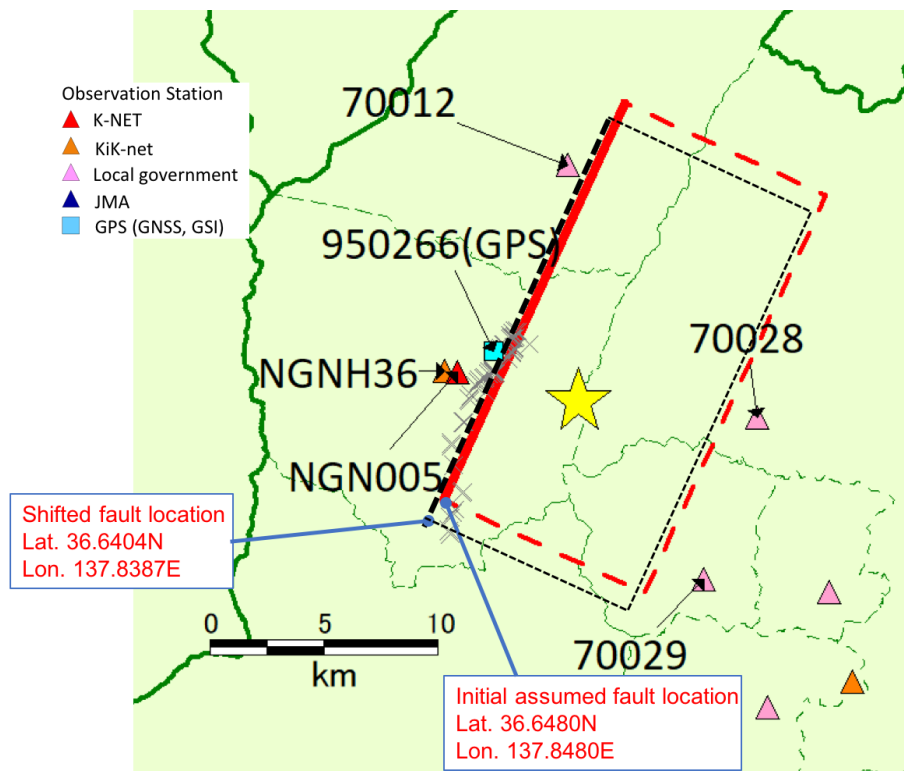 70012
Observation Station
K-NET
KiK-net
Local government
JMA
GPS (GNSS, GSI)
950266(GPS)
70028
NGNH36
NGN005
Shifted fault location
Lat. 36.6404N
Lon. 137.8387E
0 5 10
km
70029
Initial assumed fault location
Lat. 36.6480N
Lon. 137.8480E